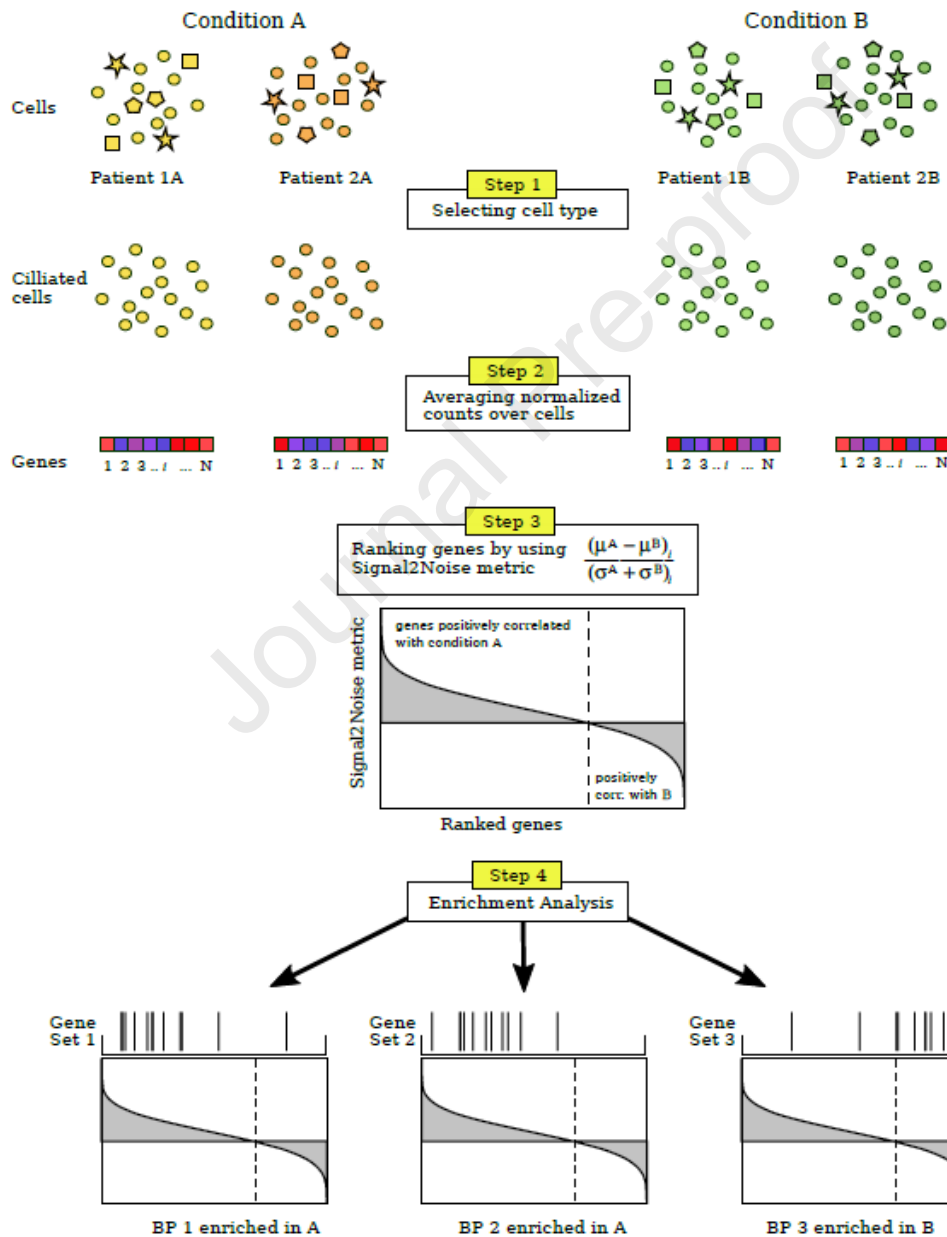 Condition A
Condition B
Cells
Patient 1A
Patient 2A
Patient 1B
Patient 2B
Step 1
Selecting cell type
Cilliated
cells
Step 2
Averaging normalized
counts over cells
Genes
1 2 3 .. i ... N
1 2 3 .. i ... N
1 2 3 .. i ... N
1 2 3 .. i ... N
Step 3
Ranking genes by using
Signal2Noise metric
(μᴬ − μᴮ)ᵢ
(σᴬ + σᴮ)ᵢ
Signal2Noise metric
genes positively correlated
with condition A
positively
corr. with B
Ranked genes
Step 4
Enrichment Analysis
Gene
Set 1
Gene
Set 2
Gene
Set 3
BP 1 enriched in A
BP 2 enriched in A
BP 3 enriched in B
Journal Pre-proof